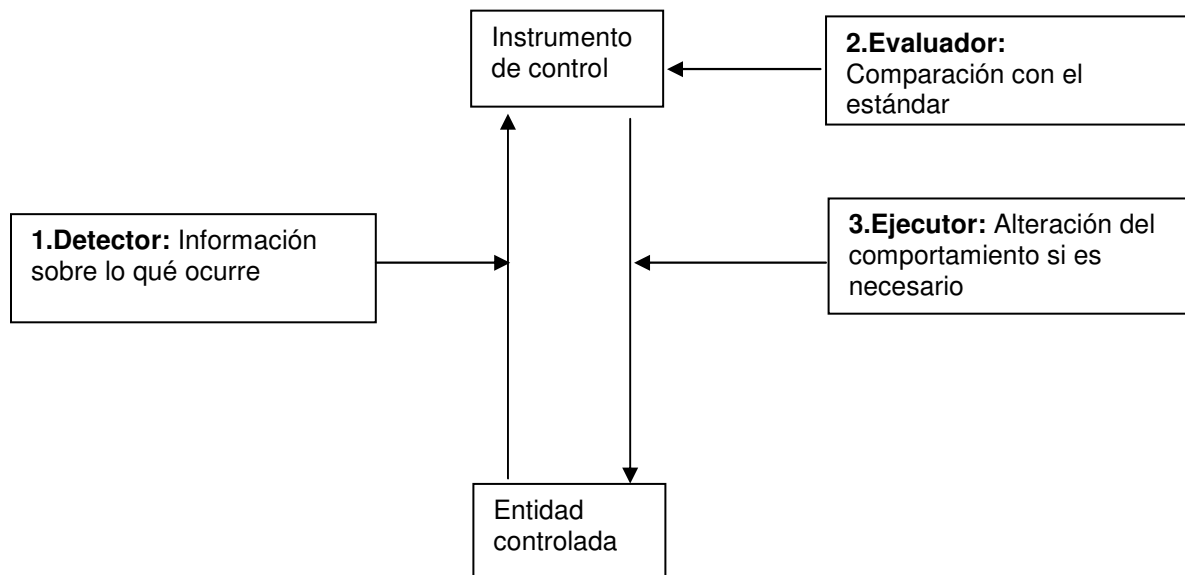 Instrumento
de control
2.Evaluador:
Comparación con el
estándar
1.Detector: Información
sobre lo qué ocurre
3.Ejecutor: Alteración del
comportamiento si es
necesario
Entidad
controlada